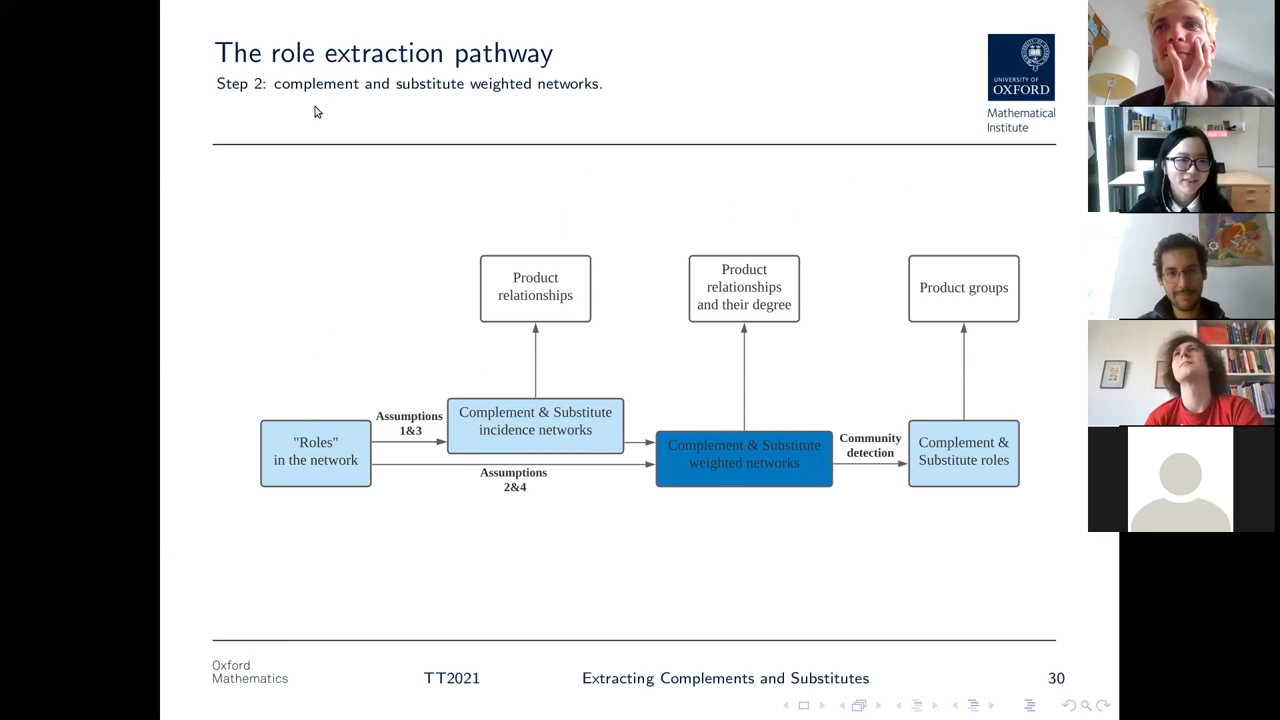 The role extraction pathway
Step 2: complement and substitute weighted networks.
UNIVERSITY OF
OXFORD
Mathematical
Institute
Product
relationships
Product
relationships
and their degree
Product groups
"Roles"
in the network
Assumptions
1&3
Complement & Substitute
incidence networks
Assumptions
2&4
Complement & Substitute
weighted networks
Community
detection
Complement &
Substitute roles
Oxford
Mathematics
TT2021
Extracting Complements and Substitutes
30